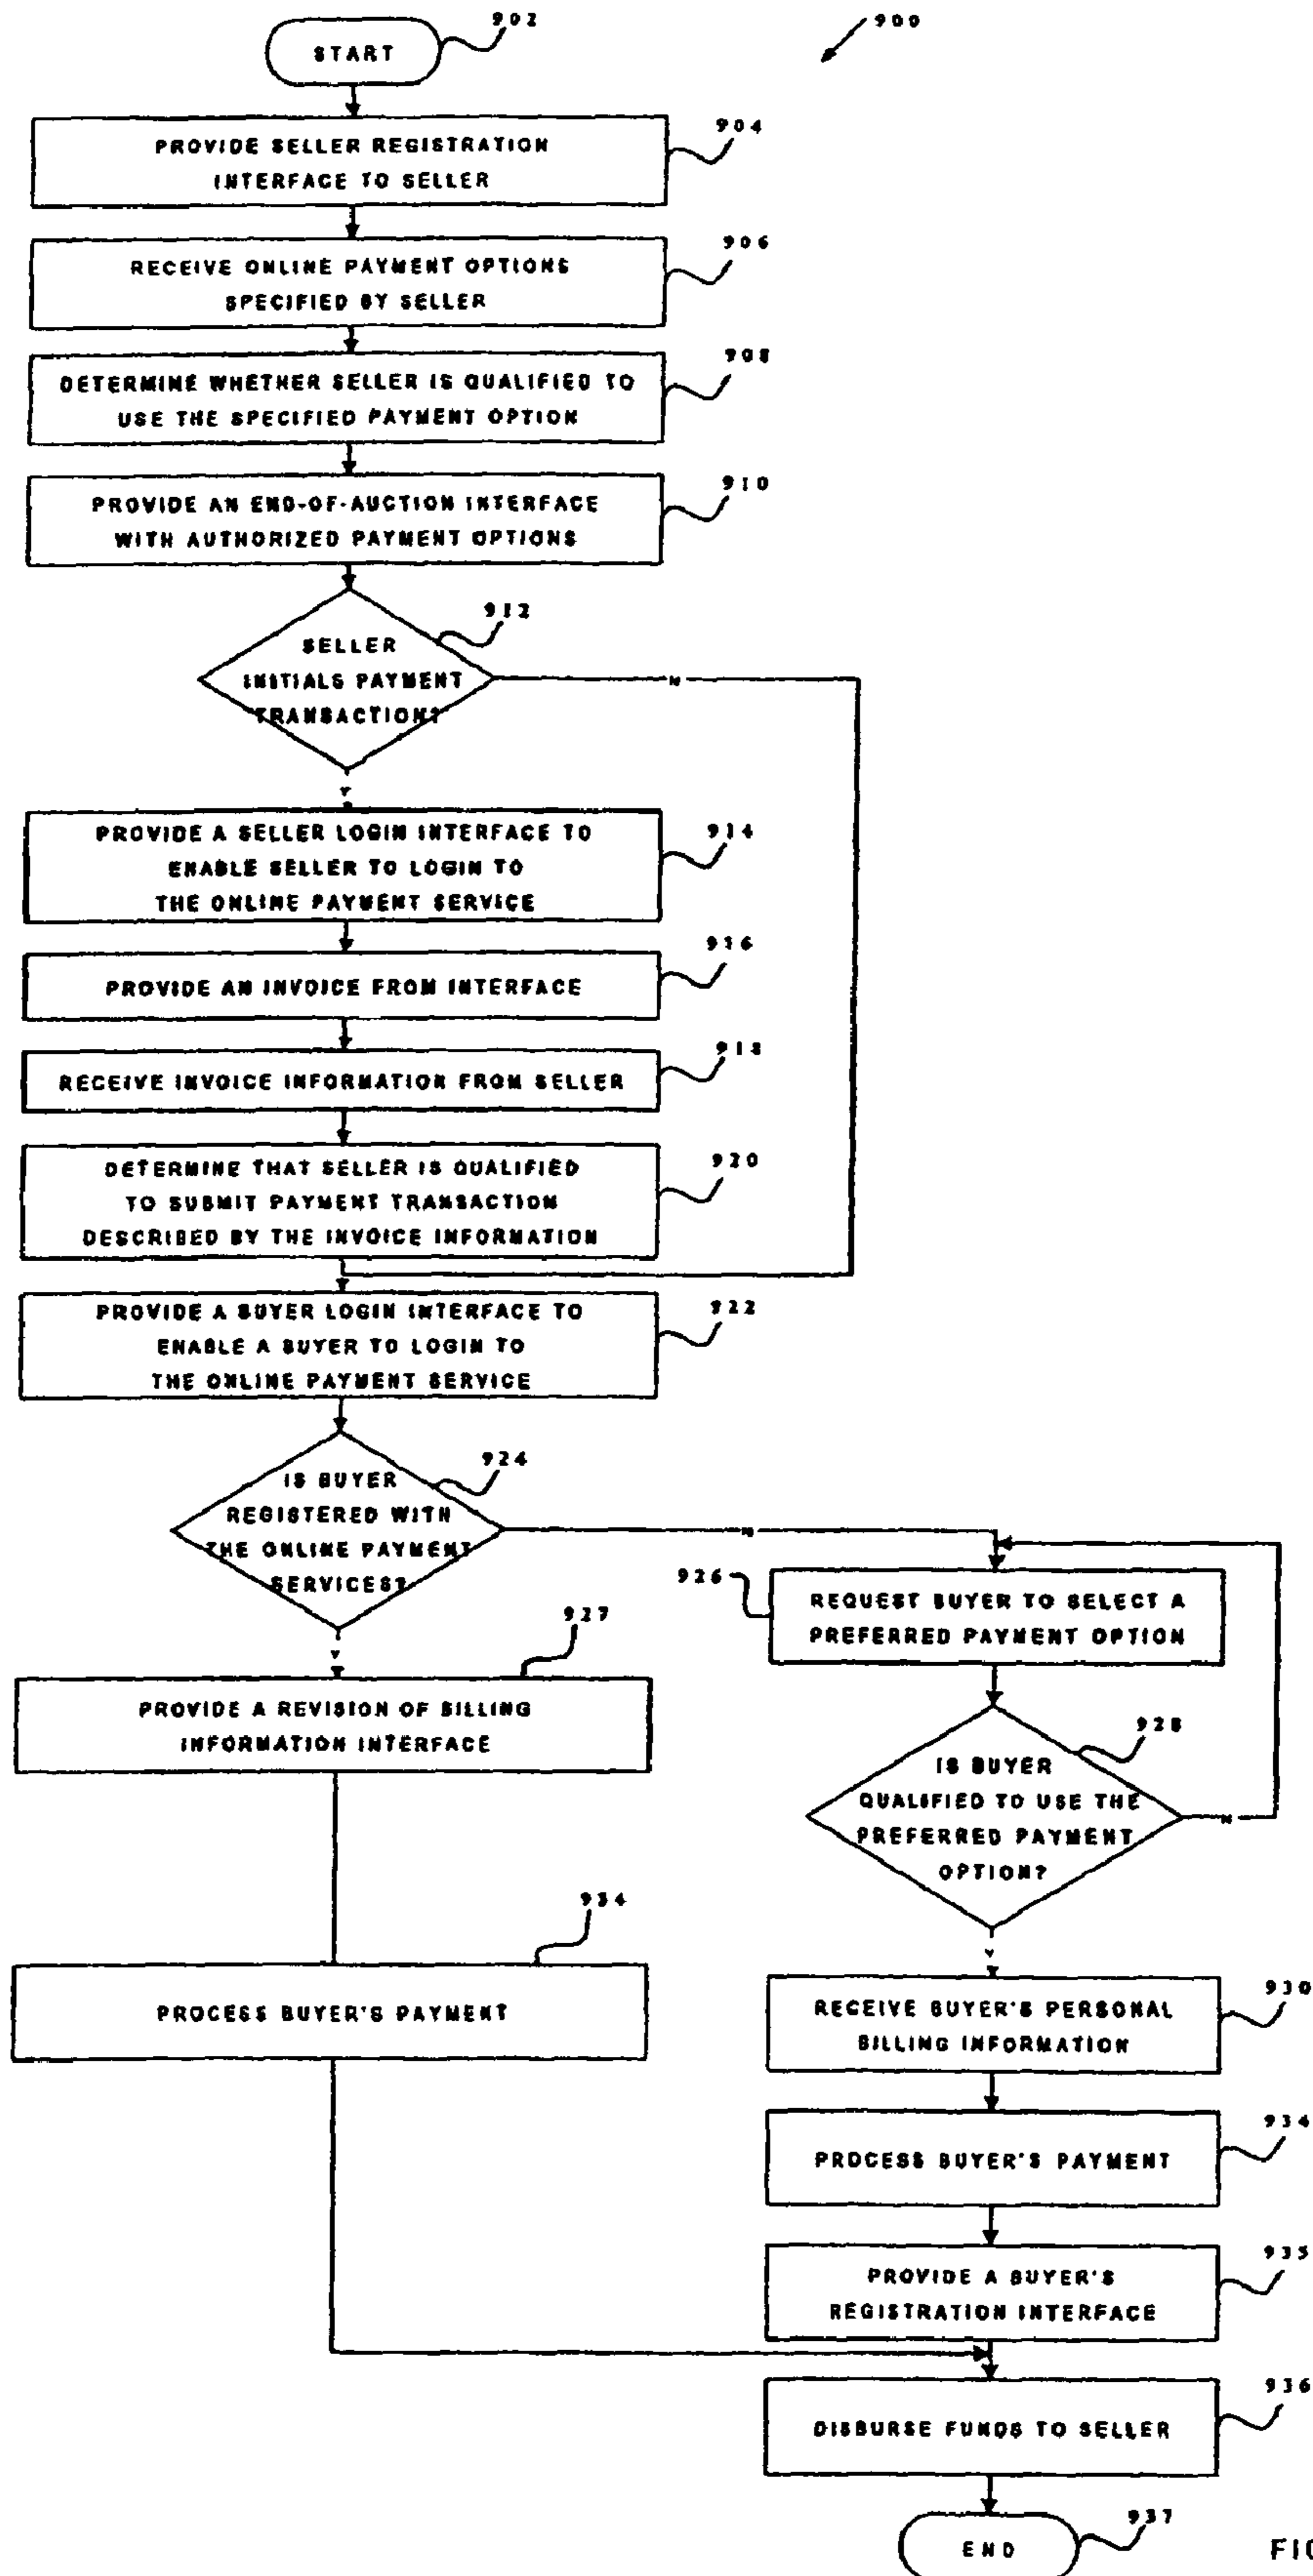 902
900
START
904
PROVIDE SELLER REGISTRATION
INTERFACE TO SELLER
906
RECEIVE ONLINE PAYMENT OPTIONS
SPECIFIED BY SELLER
908
DETERMINE WHETHER SELLER IS QUALIFIED TO
USE THE SPECIFIED PAYMENT OPTION
910
PROVIDE AN END-OF-AUCTION INTERFACE
WITH AUTHORIZED PAYMENT OPTIONS
912
SELLER
INITIALS PAYMENT
TRANSACTION?
N
Y
914
PROVIDE A SELLER LOGIN INTERFACE TO
ENABLE SELLER TO LOGIN TO
THE ONLINE PAYMENT SERVICE
916
PROVIDE AN INVOICE FROM INTERFACE
918
RECEIVE INVOICE INFORMATION FROM SELLER
920
DETERMINE THAT SELLER IS QUALIFIED
TO SUBMIT PAYMENT TRANSACTION
DESCRIBED BY THE INVOICE INFORMATION
922
PROVIDE A BUYER LOGIN INTERFACE TO
ENABLE A BUYER TO LOGIN TO
THE ONLINE PAYMENT SERVICE
924
IS BUYER
REGISTERED WITH
THE ONLINE PAYMENT
SERVICES?
N
Y
926
REQUEST BUYER TO SELECT A
PREFERRED PAYMENT OPTION
927
PROVIDE A REVISION OF BILLING
INFORMATION INTERFACE
928
IS BUYER
QUALIFIED TO USE THE
PREFERRED PAYMENT
OPTION?
N
Y
934
PROCESS BUYER'S PAYMENT
930
RECEIVE BUYER'S PERSONAL
BILLING INFORMATION
934
PROCESS BUYER'S PAYMENT
935
PROVIDE A BUYER'S
REGISTRATION INTERFACE
936
DISBURSE FUNDS TO SELLER
937
END
FIG